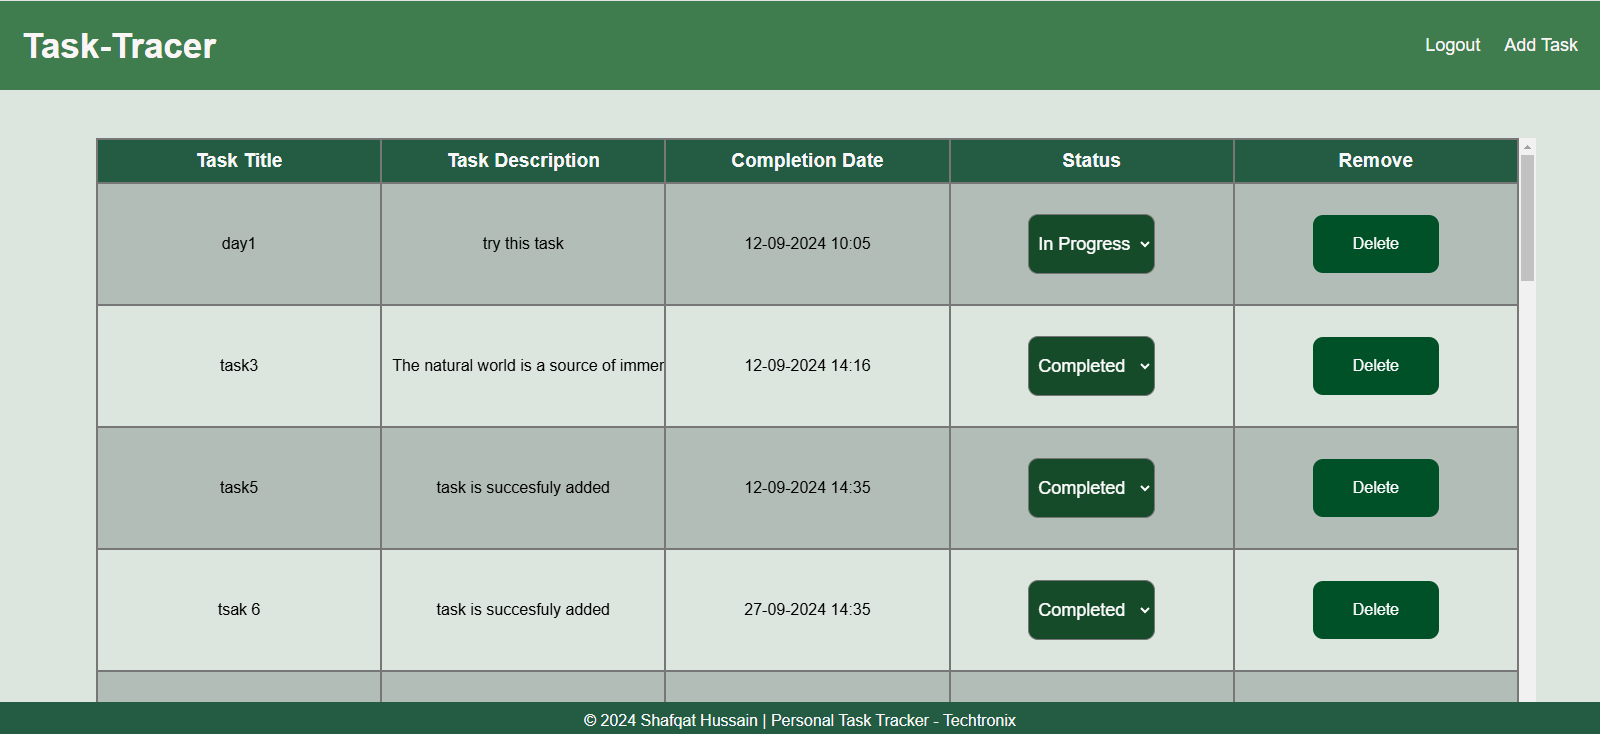 Task-Tracer
Logout Add Task
Task Title Task Description Completion Date Status Remove
day1 try this task 12-09-2024 10:05 In Progress Delete
task3 The natural world is a source of immer 12-09-2024 14:16 Completed Delete
task5 task is succesfuly added 12-09-2024 14:35 Completed Delete
tsak 6 task is succesfuly added 27-09-2024 14:35 Completed Delete
© 2024 Shafqat Hussain | Personal Task Tracker - Techtronix